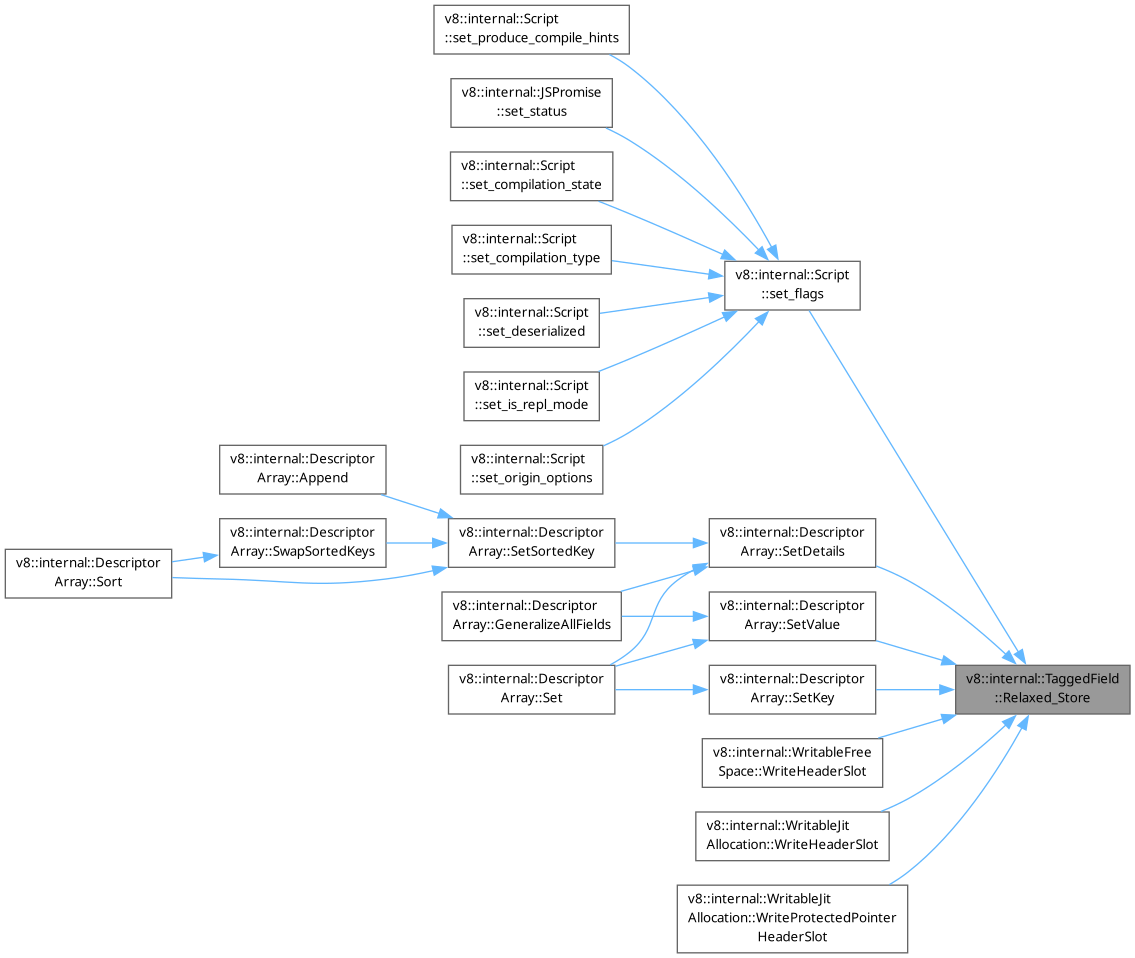 v8::internal::Script
::set_produce_compile_hints
v8::internal::JSPromise
::set_status
v8::internal::Script
::set_compilation_state
v8::internal::Script
::set_compilation_type
v8::internal::Script
::set_flags
v8::internal::Script
::set_deserialized
v8::internal::Script
::set_is_repl_mode
v8::internal::Script
::set_origin_options
v8::internal::Descriptor
Array::Append
v8::internal::Descriptor
Array::SwapSortedKeys
v8::internal::Descriptor
Array::SetSortedKey
v8::internal::Descriptor
Array::SetDetails
v8::internal::Descriptor
Array::Sort
v8::internal::Descriptor
Array::GeneralizeAllFields
v8::internal::Descriptor
Array::SetValue
v8::internal::Descriptor
Array::Set
v8::internal::Descriptor
Array::SetKey
v8::internal::TaggedField
::Relaxed_Store
v8::internal::WritableFree
Space::WriteHeaderSlot
v8::internal::WritableJit
Allocation::WriteHeaderSlot
v8::internal::WritableJit
Allocation::WriteProtectedPointer
HeaderSlot